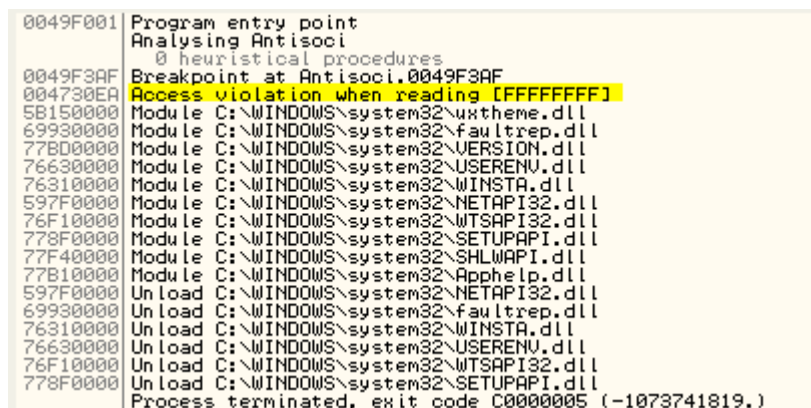 0049F001 Program entry point
Analysing Antisoci
0 heuristical procedures
0049F3AF Breakpoint at Antisoci.0049F3AF
004730EA Access violation when reading [FFFFFFFF]
5B150000 Module C:\WINDOWS\system32\uxtheme.dll
69930000 Module C:\WINDOWS\system32\faultrep.dll
77BD0000 Module C:\WINDOWS\system32\VERSION.dll
76630000 Module C:\WINDOWS\system32\USERENV.dll
76310000 Module C:\WINDOWS\system32\WINSTA.dll
597F0000 Module C:\WINDOWS\system32\NETAPI32.dll
76F10000 Module C:\WINDOWS\system32\WTSAPI32.dll
778F0000 Module C:\WINDOWS\system32\SETUPAPI.dll
77F40000 Module C:\WINDOWS\system32\SHLWAPI.dll
77B10000 Module C:\WINDOWS\system32\Apphelp.dll
597F0000 Unload C:\WINDOWS\system32\NETAPI32.dll
69930000 Unload C:\WINDOWS\system32\faultrep.dll
76310000 Unload C:\WINDOWS\system32\WINSTA.dll
76630000 Unload C:\WINDOWS\system32\USERENV.dll
76F10000 Unload C:\WINDOWS\system32\WTSAPI32.dll
778F0000 Unload C:\WINDOWS\system32\SETUPAPI.dll
Process terminated, exit code C0000005 (-1073741819.)